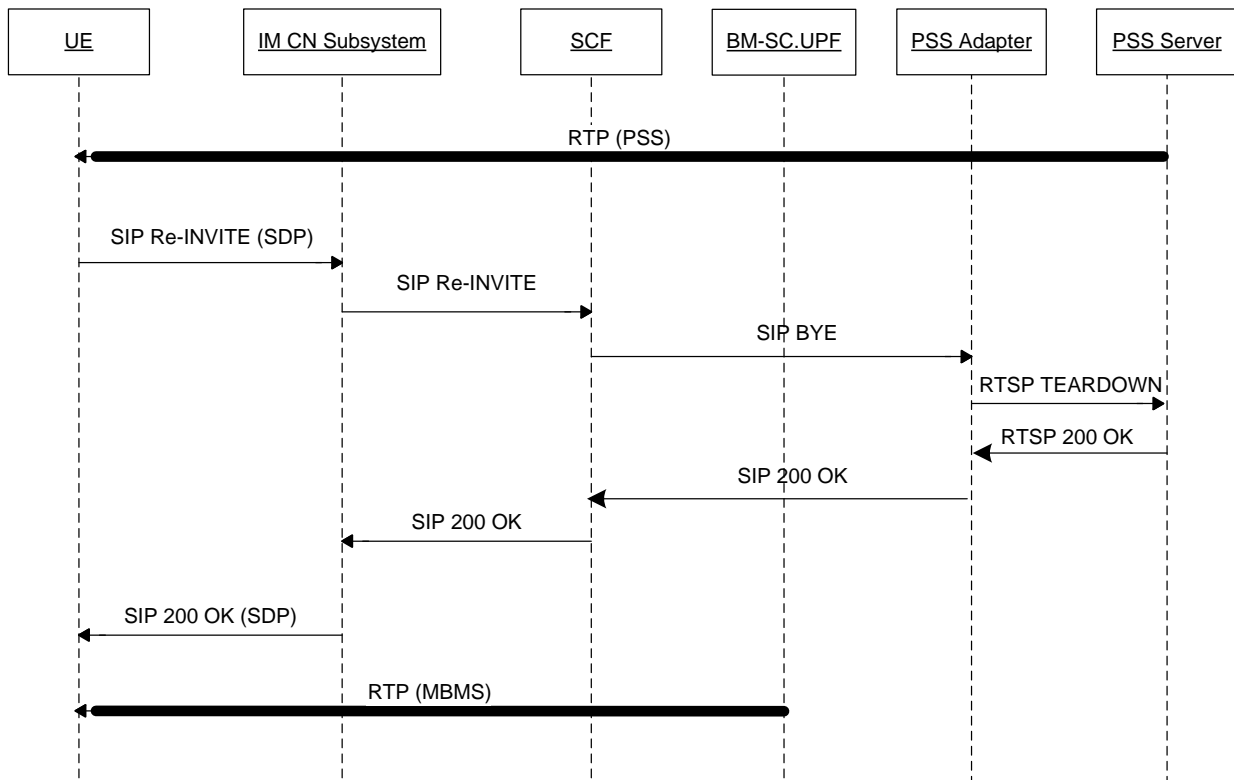 UE
IM CN Subsystem
SCF
BM-SC.UPF
PSS Adapter
PSS Server
RTP (PSS)
SIP Re-INVITE (SDP)
SIP Re-INVITE
SIP BYE
RTSP TEARDOWN
RTSP 200 OK
SIP 200 OK
SIP 200 OK
SIP 200 OK (SDP)
RTP (MBMS)